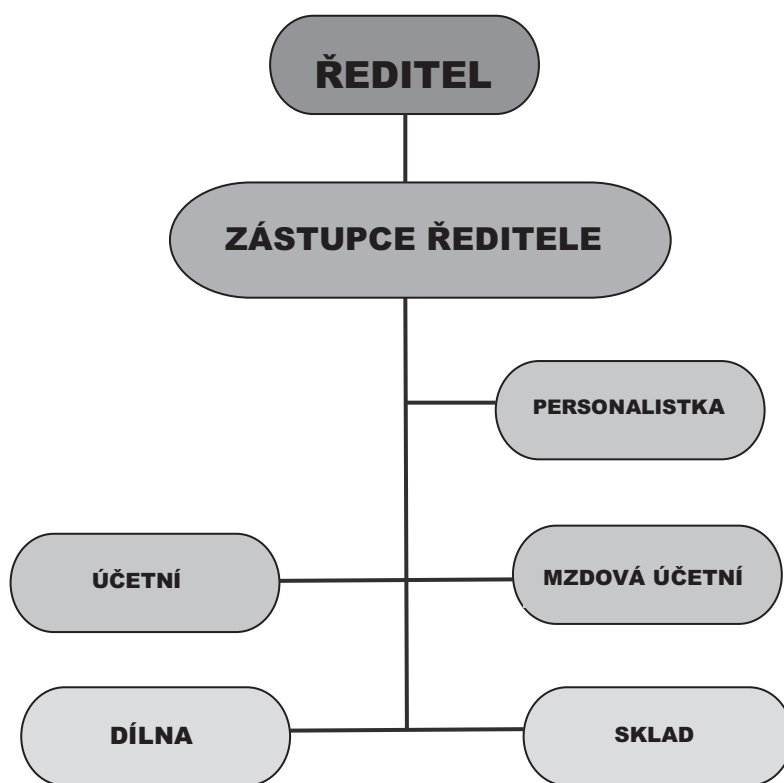 ŘEDITEL
ZÁSTUPCE ŘEDITELE
PERSONALISTKA
ÚČETNÍ
MZDOVÁ ÚČETNÍ
DÍLNA
SKLAD